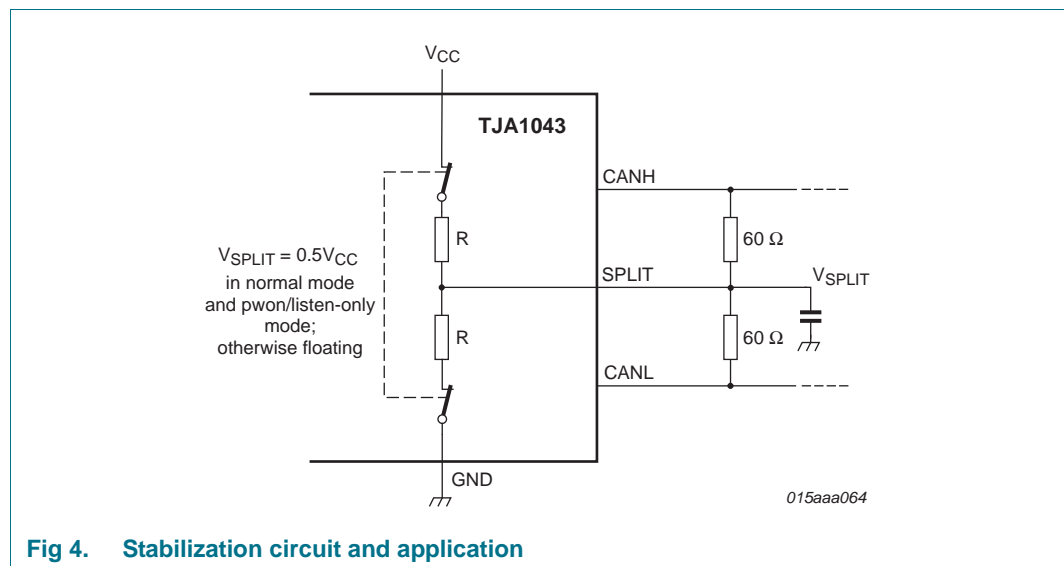 VCC
TJA1043
CANH
R
60 Ω
VSPLIT = 0.5VCC
in normal mode
and pwon/listen-only
mode;
otherwise floating
SPLIT
VSPLIT
R
60 Ω
CANL
GND
015aaa064
Fig 4. Stabilization circuit and application